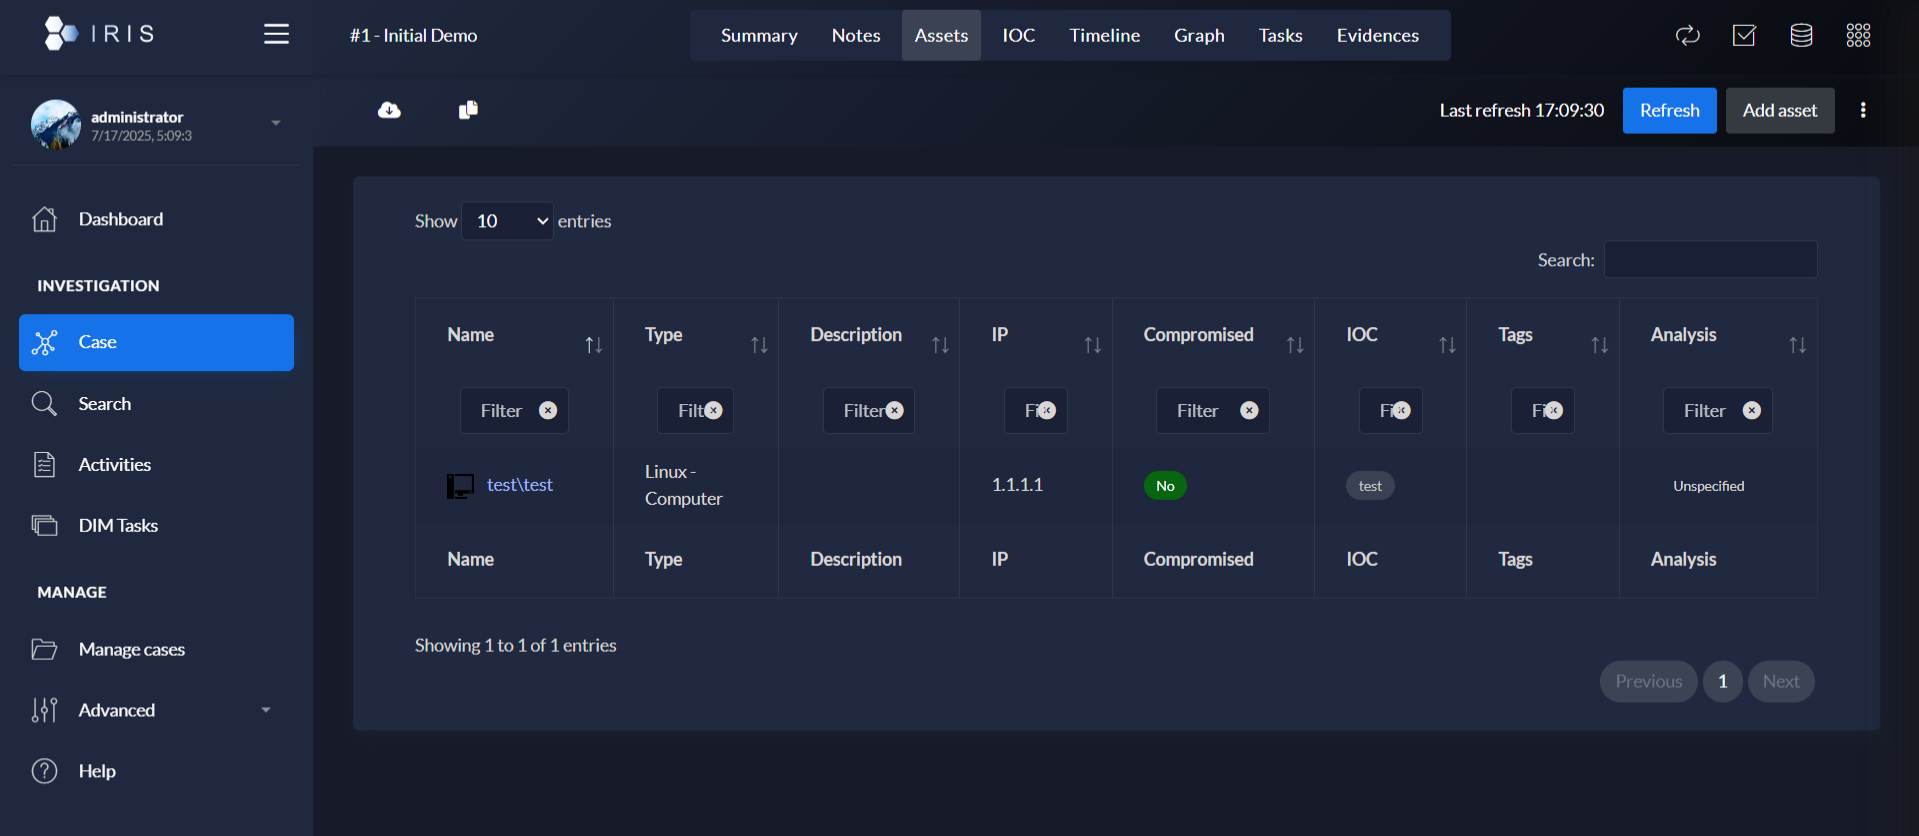 IRIS
#1 - Initial Demo
Summary Notes Assets IOC Timeline Graph Tasks Evidences
administrator
7/17/2025, 5:09:3
Last refresh 17:09:30 Refresh Add asset
Dashboard
INVESTIGATION
Case
Search
Activities
DIM Tasks
MANAGE
Manage cases
Advanced
Help
Show 10 entries
Search:
Name Type Description IP Compromised IOC Tags Analysis
Filter Filt Filter Fi Filter Fi Fi Filter
test\test Linux - Computer 1.1.1.1 No test Unspecified
Name Type Description IP Compromised IOC Tags Analysis
Showing 1 to 1 of 1 entries
Previous 1 Next